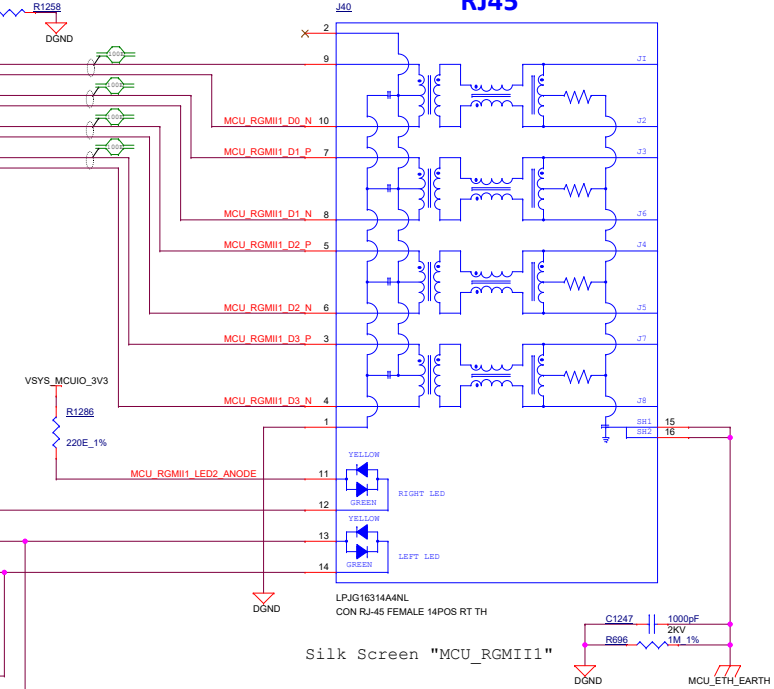 R1258
DGND
J40
RJ45
2
9
J1
MCU_RGMII1_D0_N 10
J2
MCU_RGMII1_D1_P 7
J3
MCU_RGMII1_D1_N 8
J6
MCU_RGMII1_D2_P 5
J4
MCU_RGMII1_D2_N 6
J5
MCU_RGMII1_D3_P 3
J7
MCU_RGMII1_D3_N 4
J8
VSYS_MCUIO_3V3
R1286
220E_1%
1
SH1 15
SH2 16
YELLOW
MCU_RGMII1_LED2_ANODE 11
GREEN
RIGHT LED
12
YELLOW
13
GREEN
LEFT LED
14
DGND
LPJG16314A4NL
CON RJ-45 FEMALE 14POS RT TH
Silk Screen "MCU_RGMII1"
C1247 1000pF
2KV
R696 1M_1%
DGND
MCU_ETH_EARTH